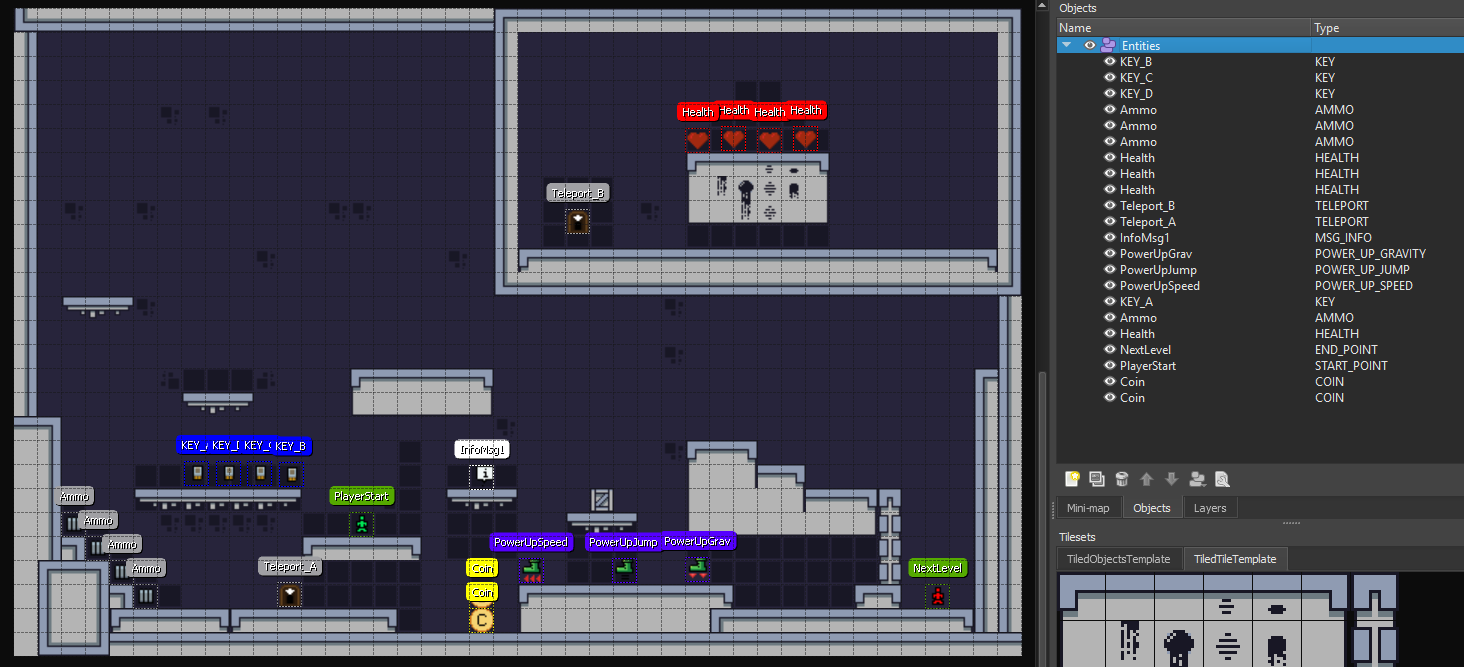 Health Health Health Health
Teleport_B
KEY_A KEY_D KEY_C KEY_B
InfoMsg1
Ammo
PlayerStart
Ammo
PowerUpSpeed PowerUpJump PowerUpGrav
Ammo
Ammo
Teleport_A
Coin
NextLevel
Coin
C
Objects
Name Type
Entities
KEY_B KEY
KEY_C KEY
KEY_D KEY
Ammo AMMO
Ammo AMMO
Ammo AMMO
Health HEALTH
Health HEALTH
Health HEALTH
Teleport_B TELEPORT
Teleport_A TELEPORT
InfoMsg1 MSG_INFO
PowerUpGrav POWER_UP_GRAVITY
PowerUpJump POWER_UP_JUMP
PowerUpSpeed POWER_UP_SPEED
KEY_A KEY
Ammo AMMO
Health HEALTH
NextLevel END_POINT
PlayerStart START_POINT
Coin COIN
Coin COIN
Mini-map Objects Layers
Tilesets
TiledObjectsTemplate TiledTileTemplate